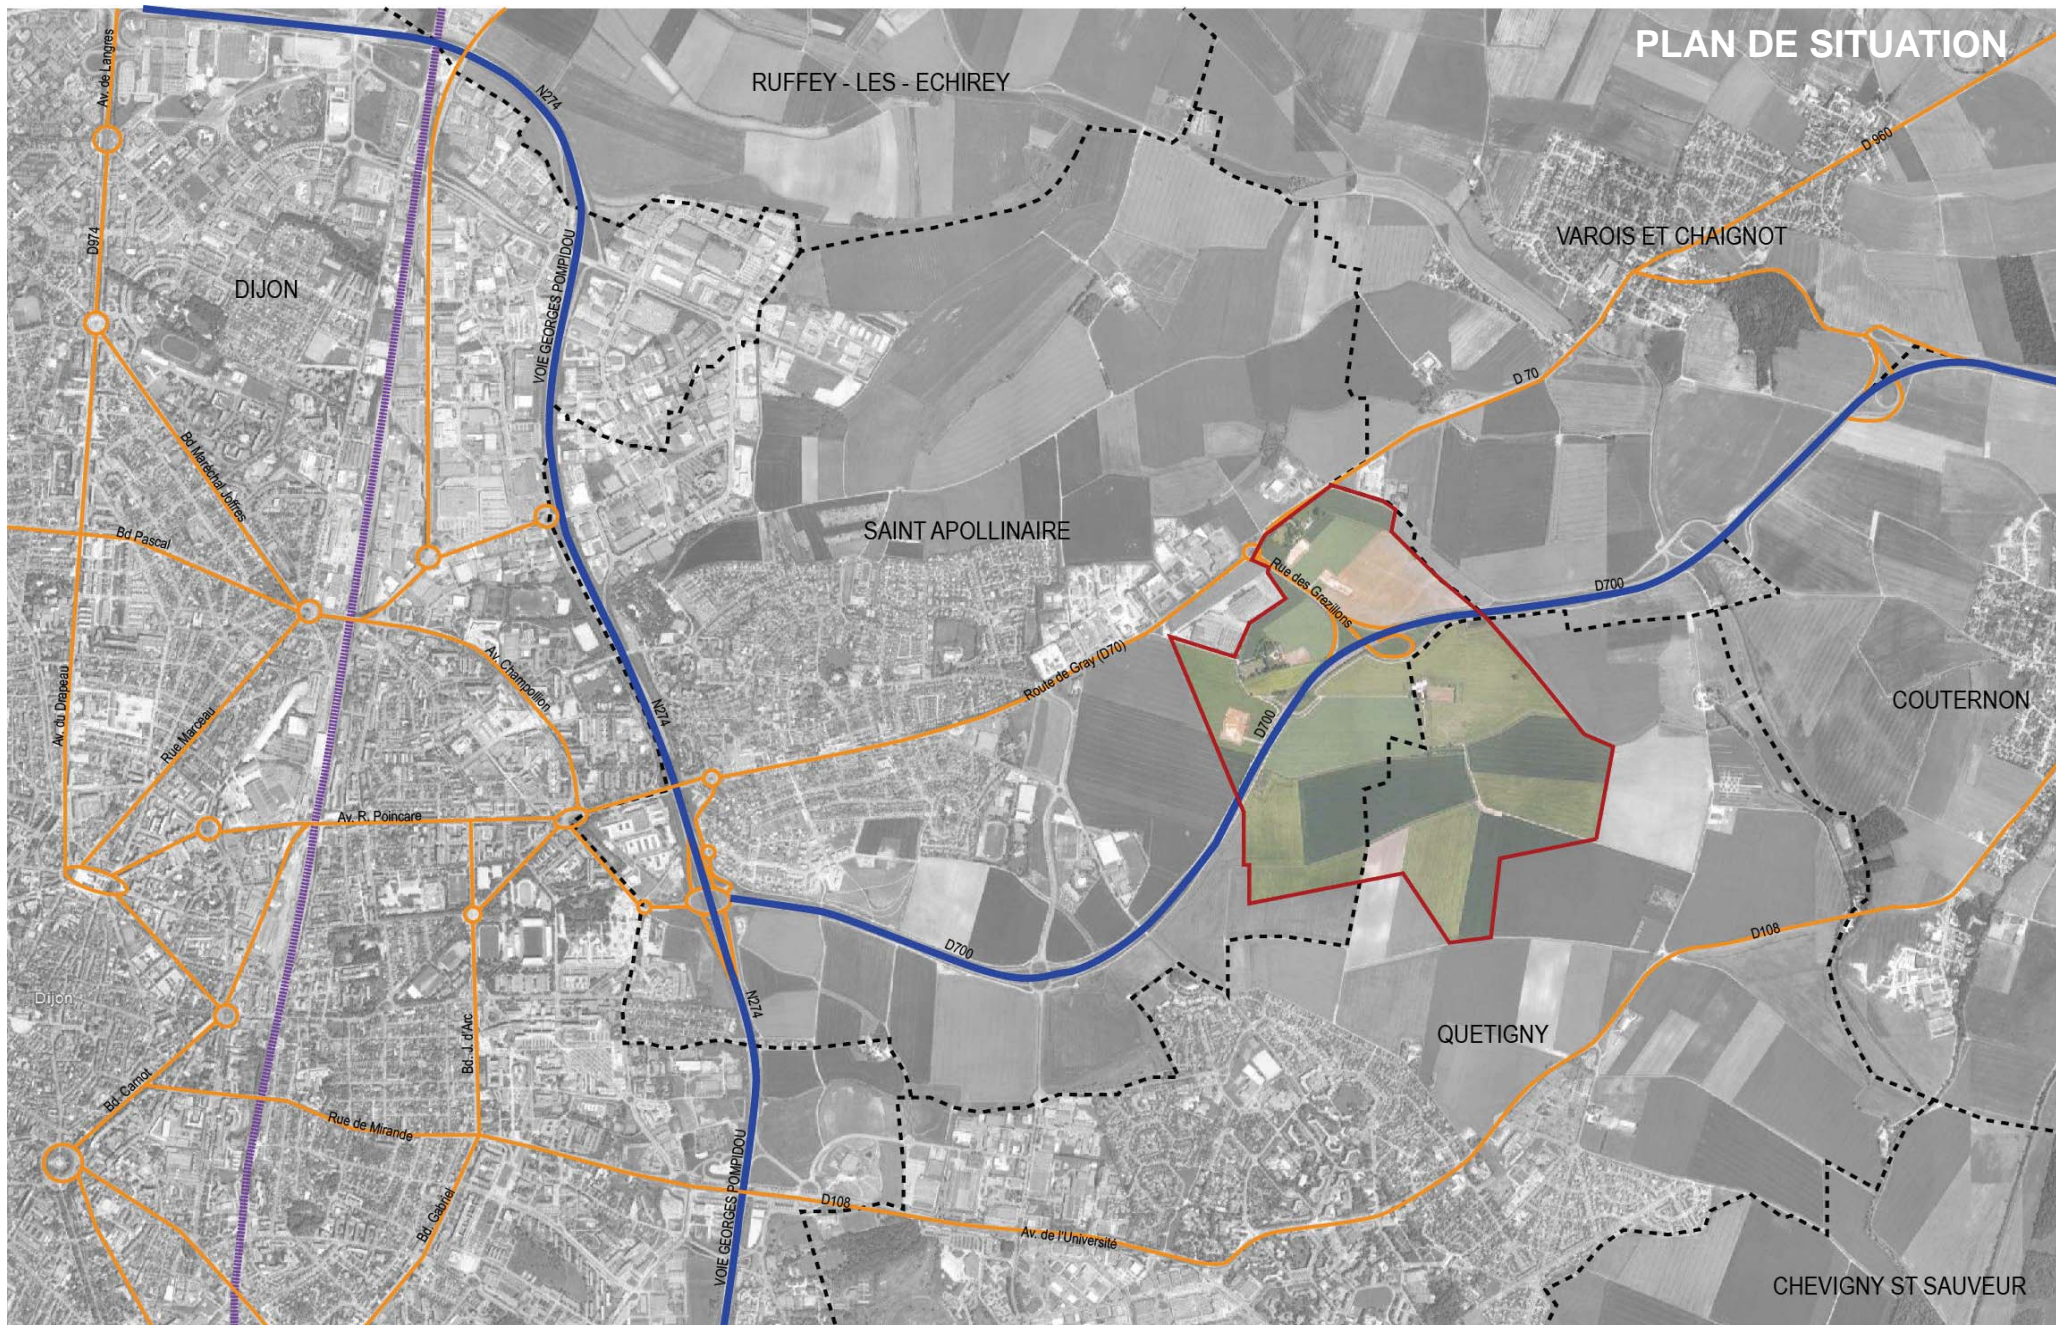 PLAN DE SITUATION
RUFFEY - LES - ECHIREY
Av. de Langres
N274
D 960
D974
DIJON
VOIE GEORGES POMPIDOU
VAROIS ET CHAIGNOT
D 70
Bd Maréchal Joffres
Bd Pascal
SAINT APOLLINAIRE
Rue des Grezillons
D700
Av. Champollion
Route de Gray (D70)
COUTERNON
Av. du Drapeau
Rue Marceau
N274
D700
Av. R. Poincare
D108
D700
Dijon
N274
QUETIGNY
Bd. J. d'Arc
Bd. Carnot
Rue de Mirande
VOIE GEORGES POMPIDOU
Bd. Gabriel
D108
Av. de l'Université
CHEVIGNY ST SAUVEUR